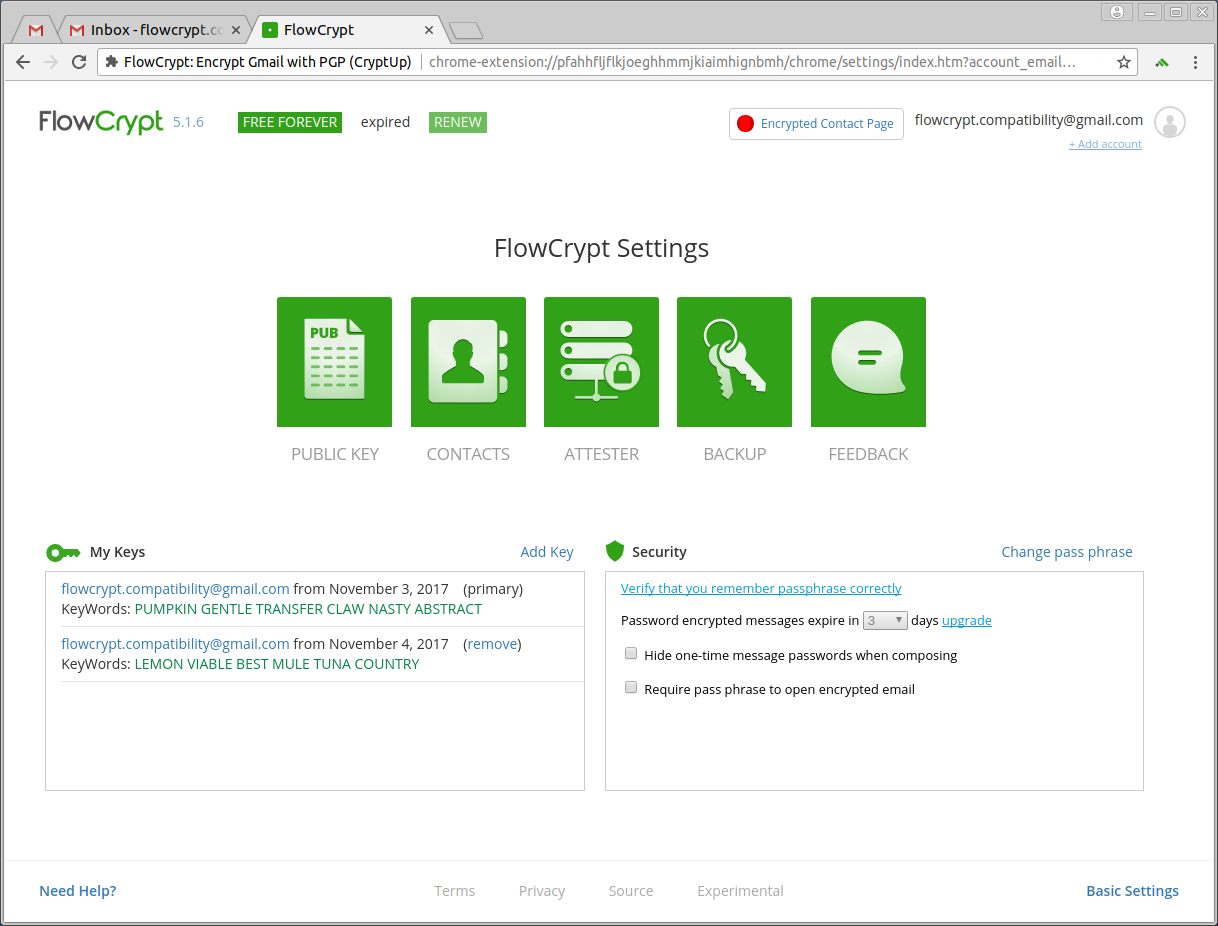 Inbox - flowcrypt.co
FlowCrypt
FlowCrypt: Encrypt Gmail with PGP (CryptUp)
chrome-extension://pfahhfljflkjoeghhmmjkiaimhignbmh/chrome/settings/index.htm?account_email…
FlowCrypt 5.1.6 FREE FOREVER expired RENEW
Encrypted Contact Page
flowcrypt.compatibility@gmail.com
+ Add account
FlowCrypt Settings
PUB
PUBLIC KEY
CONTACTS
ATTESTER
BACKUP
FEEDBACK
My Keys
Add Key
flowcrypt.compatibility@gmail.com from November 3, 2017 (primary)
KeyWords: PUMPKIN GENTLE TRANSFER CLAW NASTY ABSTRACT
flowcrypt.compatibility@gmail.com from November 4, 2017 (remove)
KeyWords: LEMON VIABLE BEST MULE TUNA COUNTRY
Security
Change pass phrase
Verify that you remember passphrase correctly
Password encrypted messages expire in 3 days upgrade
Hide one-time message passwords when composing
Require pass phrase to open encrypted email
Need Help?
Terms
Privacy
Source
Experimental
Basic Settings